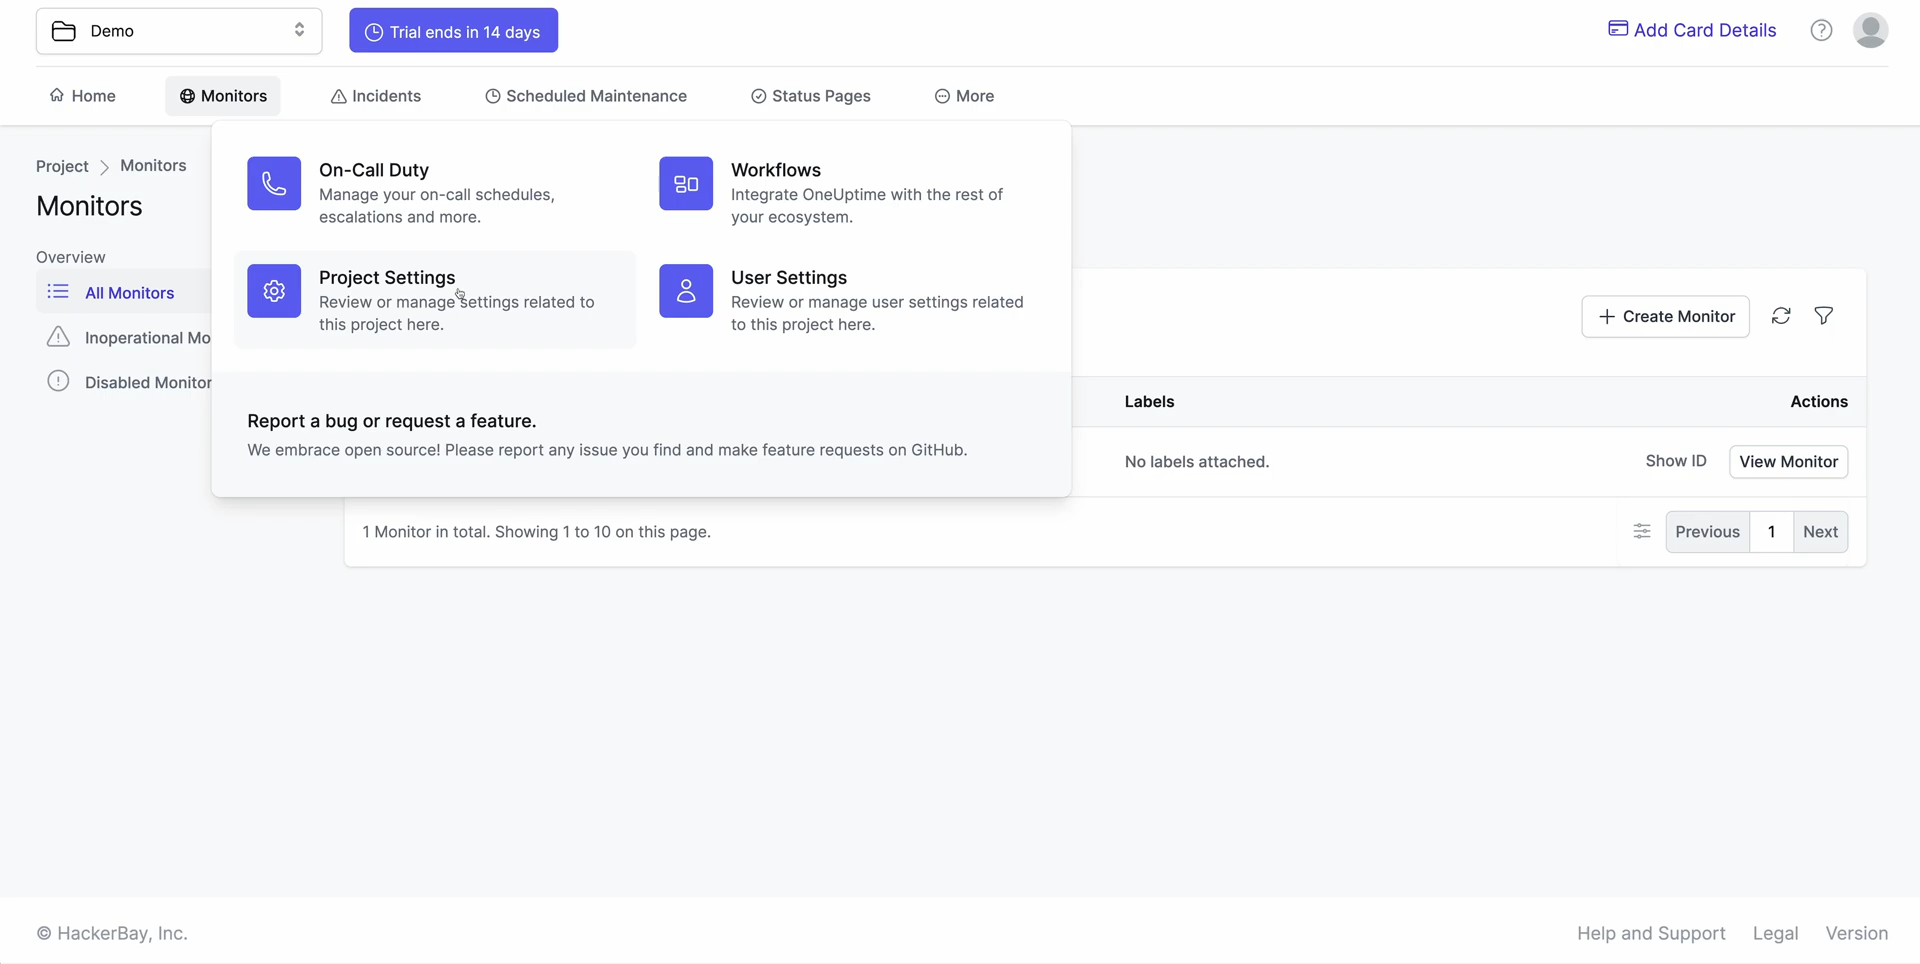 Demo
Trial ends in 14 days
Add Card Details
Home
Monitors
Incidents
Scheduled Maintenance
Status Pages
More
Project
Monitors
Monitors
Overview
All Monitors
Inoperational Mo
Disabled Monitor
On-Call Duty
Manage your on-call schedules,
escalations and more.
Workflows
Integrate OneUptime with the rest of
your ecosystem.
Project Settings
Review or manage settings related to
this project here.
User Settings
Review or manage user settings related
to this project here.
Report a bug or request a feature.
We embrace open source! Please report any issue you find and make feature requests on GitHub.
Create Monitor
Labels
Actions
No labels attached.
Show ID
View Monitor
1 Monitor in total. Showing 1 to 10 on this page.
Previous
1
Next
© HackerBay, Inc.
Help and Support
Legal
Version